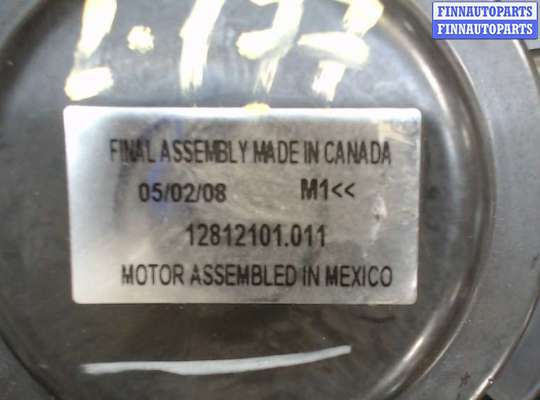 FINNAUTOPARTS
FINNAUTOPARTS
FINAL ASSEMBLY MADE IN CANADA
05/02/08 M1<<
12812101.011
MOTOR ASSEMBLED IN MEXICO